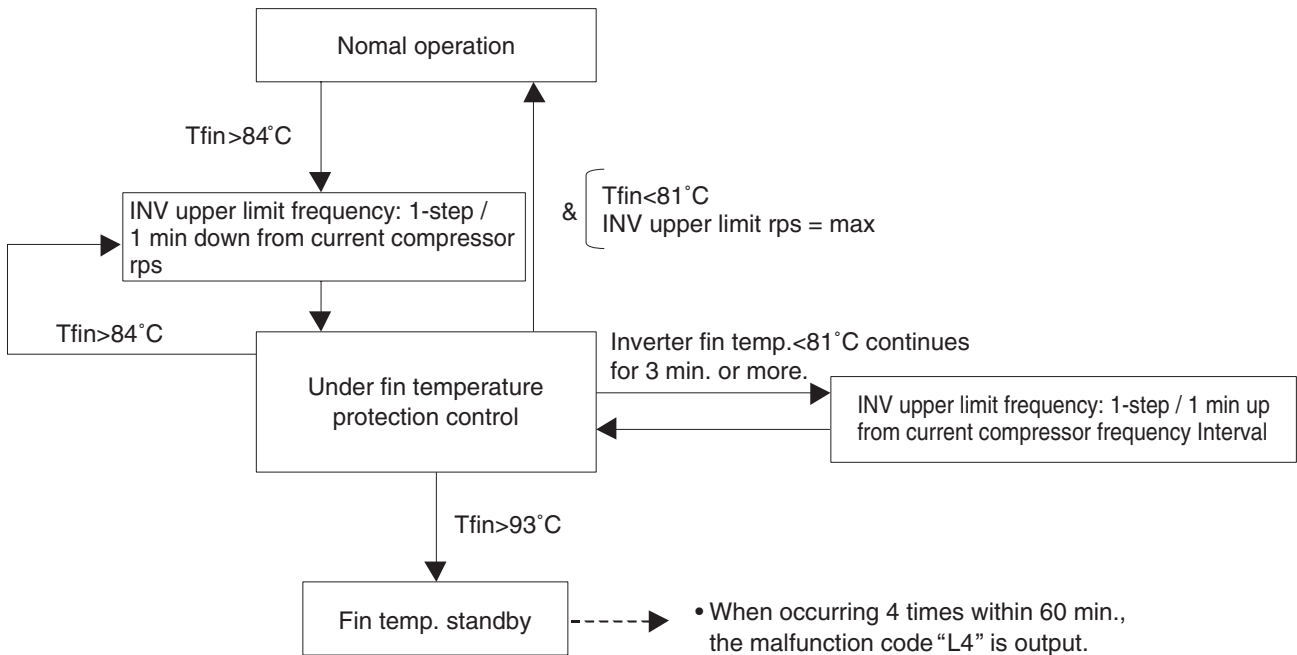 Nomal operation
Tfin>84˚C
&
Tfin<81˚C
INV upper limit rps = max
INV upper limit frequency: 1-step /
1 min down from current compressor
rps
Tfin>84˚C
Under fin temperature
protection control
Inverter fin temp.<81˚C continues
for 3 min. or more.
INV upper limit frequency: 1-step / 1 min up
from current compressor frequency Interval
Tfin>93˚C
Fin temp. standby
• When occurring 4 times within 60 min.,
the malfunction code “L4” is output.